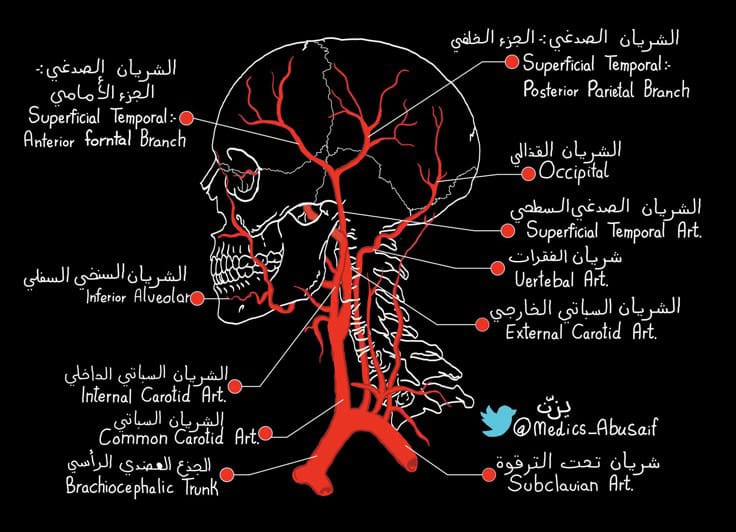 الشريان الصدغي:-
الجزء الأمامي
Superficial Temporal:-
Anterior forntal Branch
الشريان الصدغي:- الجزء الخلفي
Superficial Temporal:-
Posterior Parietal Branch
الشريان القذالي
Occipital
الشريان الصدغي السطحي
Superficial Temporal Art.
شريان الفقرات
Vertebal Art.
الشريان السباتي الخارجي
External Carotid Art.
الشريان السنخي السفلي
Inferior Alveolar
الشريان السباتي الداخلي
Internal Carotid Art.
الشريان السباتي
Common Carotid Art.
الجذع العضدي الرأسي
Brachiocephalic Trunk
يزنّ
@Medics_Abusaif
شريان تحت الترقوة
Subclavian Art.